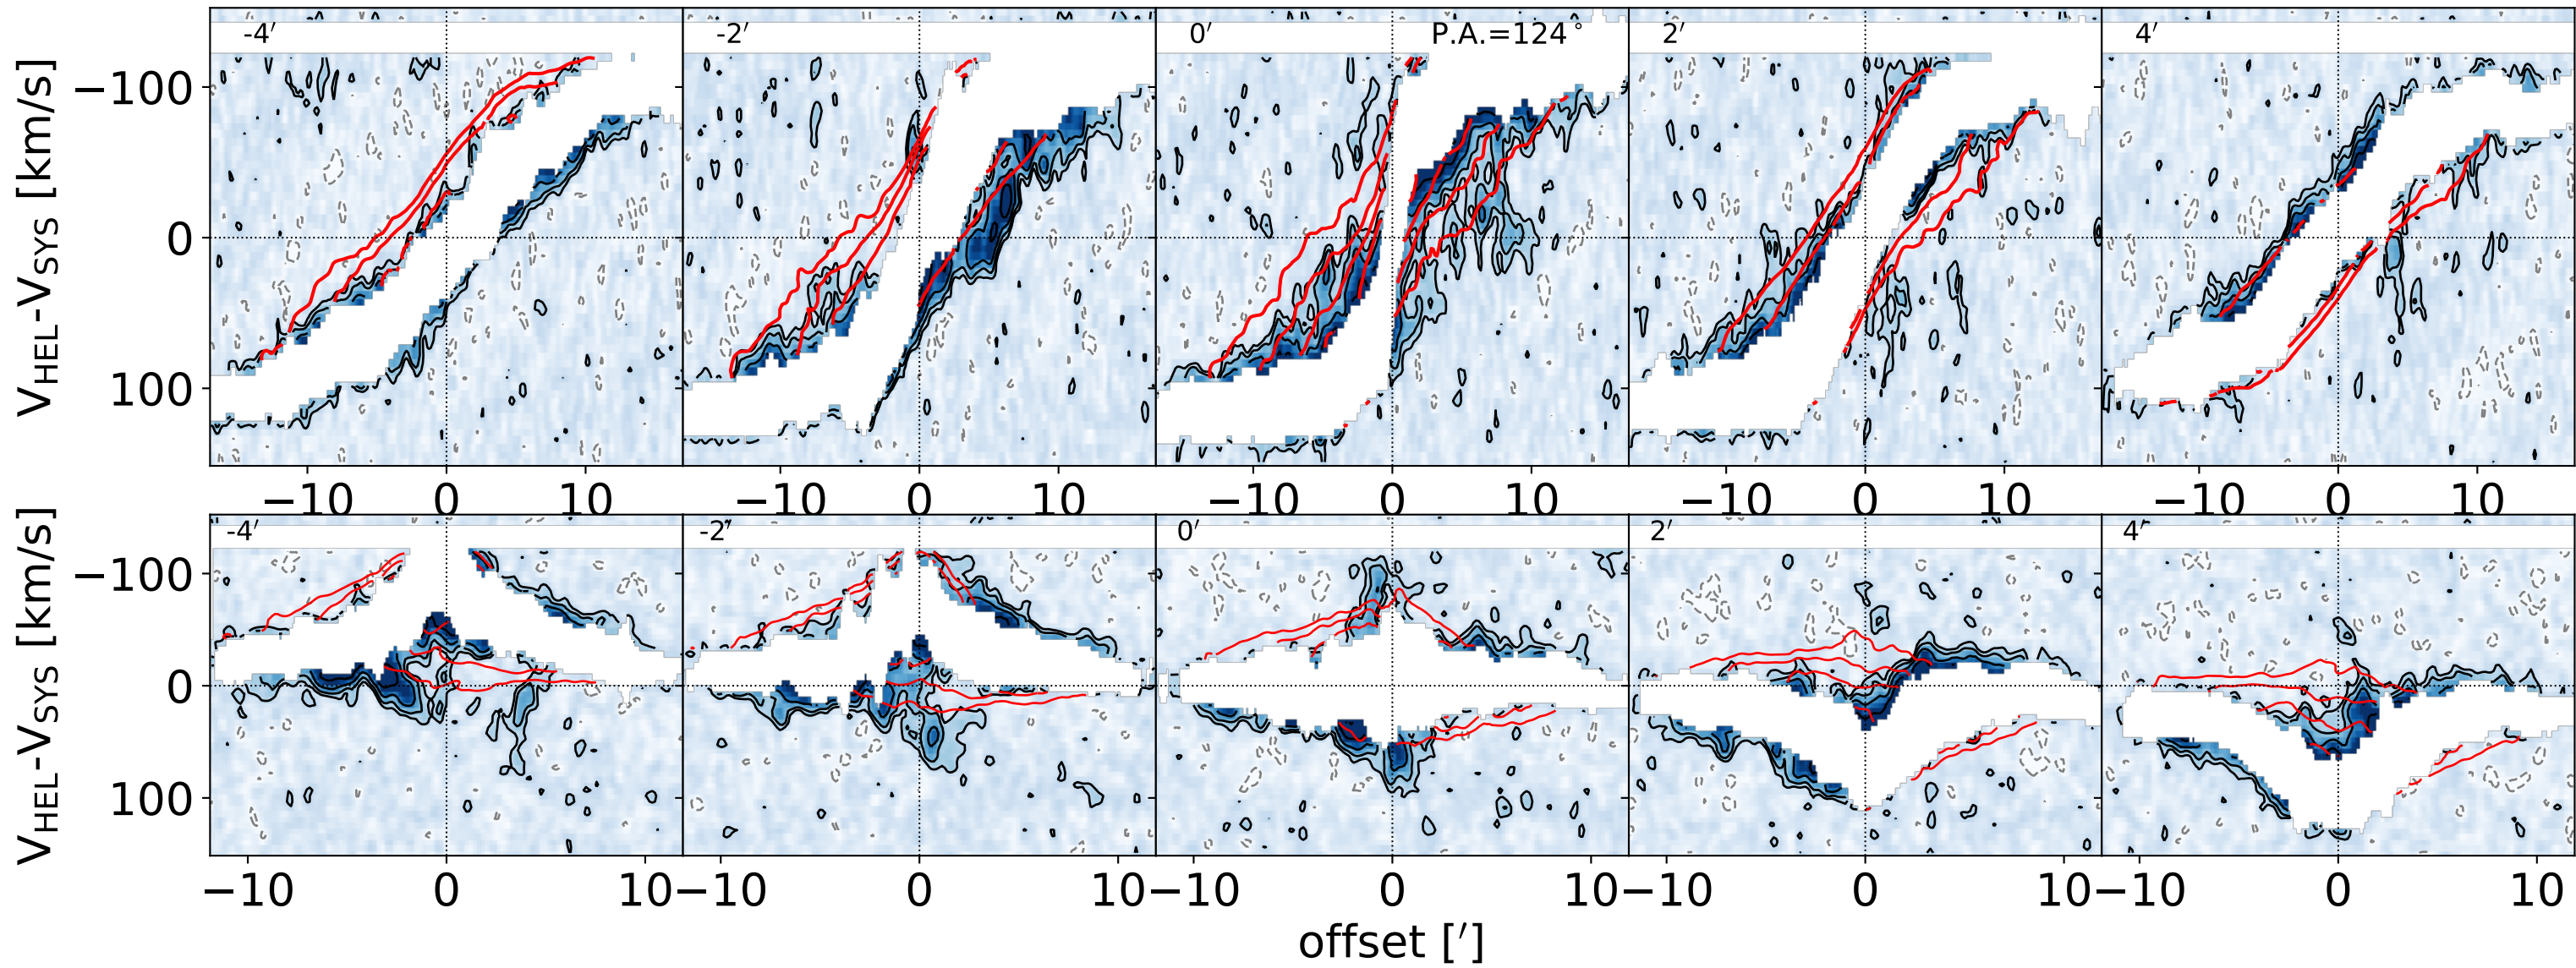 -4′ -2′ 0′ P.A.=124° 2′ 4′
V_HEL-V_SYS [km/s]
−100
0
100
−10 0 10 −10 0 10 −10 0 10 −10 0 10 −10 0 10
-4′ -2′ 0′ 2′ 4′
V_HEL-V_SYS [km/s]
−100
0
100
−10 0 10 −10 0 10 −10 0 10 −10 0 10 −10 0 10
offset [′]